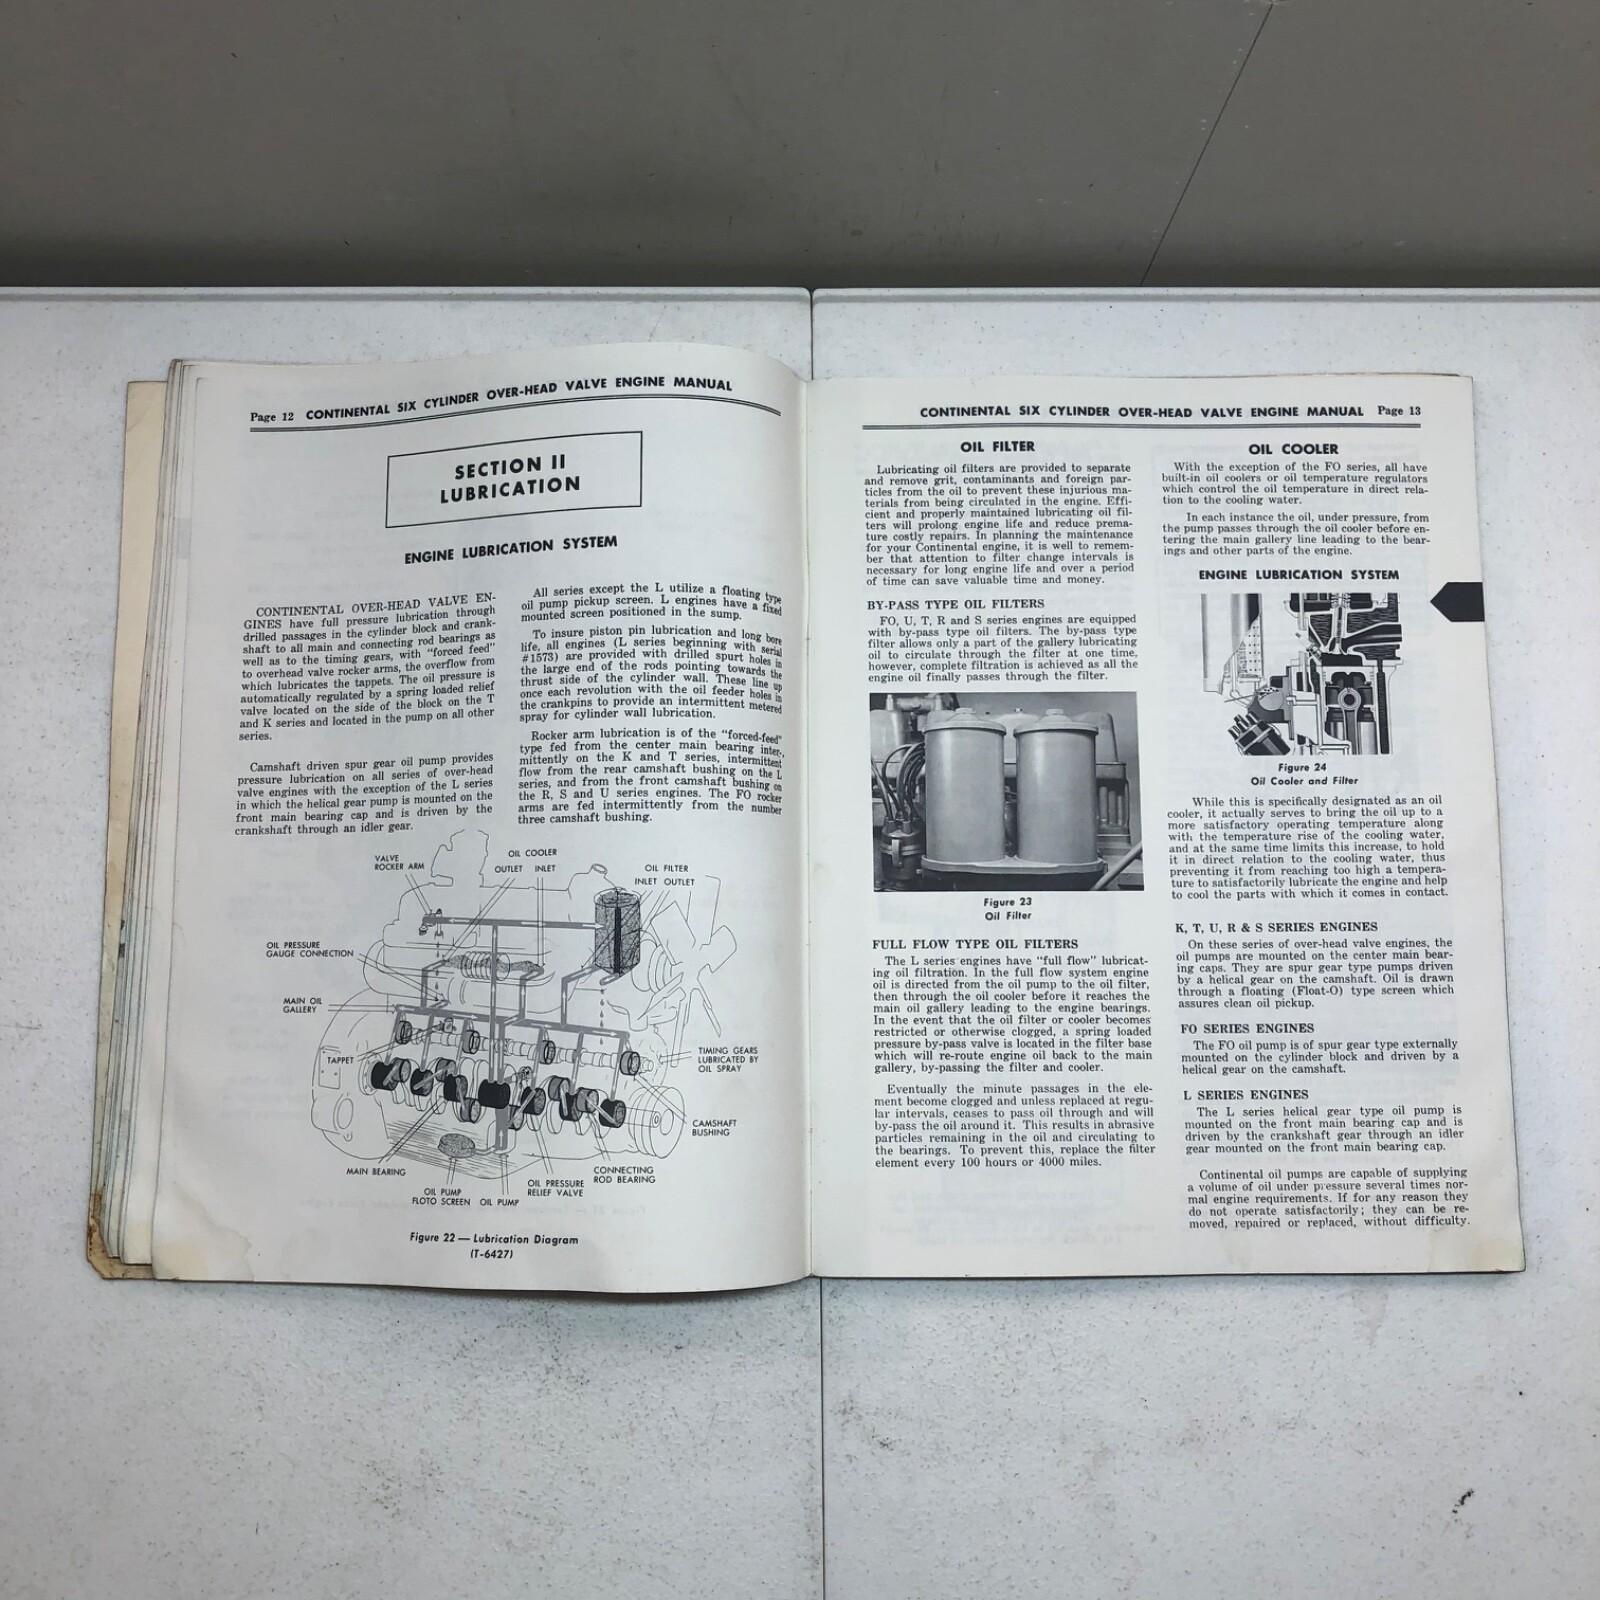 Page 12 CONTINENTAL SIX CYLINDER OVER-HEAD VALVE ENGINE MANUAL
SECTION II
LUBRICATION
ENGINE LUBRICATION SYSTEM
CONTINENTAL OVER-HEAD VALVE EN-
GINES have full pressure lubrication through
drilled passages in the cylinder block and crank-
shaft to all main and connecting rod bearings as
well as to the timing gears, with "forced feed"
to overhead valve rocker arms, the overflow from
which lubricates the tappets. The oil pressure is
automatically regulated by a spring loaded relief
valve located on the side of the block on the T
and K series and located in the pump on all other
series.
Camshaft driven spur gear oil pump provides
pressure lubrication on all series of over-head
valve engines with the exception of the L series
in which the helical gear pump is mounted on the
front main bearing cap and is driven by the
crankshaft through an idler gear.
All series except the L utilize a floating type
oil pump pickup screen. L engines have a fixed
mounted screen positioned in the sump.
To insure piston pin lubrication and long bore
life, all engines (L series beginning with serial
#1573) are provided with drilled spurt holes in
the large end of the rods pointing towards the
thrust side of the cylinder wall. These line up
once each revolution with the oil feeder holes in
the crankpins to provide an intermittent metered
spray for cylinder wall lubrication.
Rocker arm lubrication is of the "forced-feed"
type fed from the center main bearing inter-
mittently on the K and T series, intermittent
flow from the rear camshaft bushing on the L
series, and from the front camshaft bushing on
the R, S and U series engines. The FO rocker
arms are fed intermittently from the number
three camshaft bushing.
VALVE
ROCKER ARM
OIL COOLER
OUTLET INLET
OIL FILTER
INLET OUTLET
OIL PRESSURE
GAUGE CONNECTION
MAIN OIL
GALLERY
TAPPET
TIMING GEARS
LUBRICATED BY
OIL SPRAY
CAMSHAFT
BUSHING
MAIN BEARING
OIL PUMP
FLOTO SCREEN
OIL PUMP
OIL PRESSURE
RELIEF VALVE
CONNECTING
ROD BEARING
Figure 22 — Lubrication Diagram
(T-6427)
CONTINENTAL SIX CYLINDER OVER-HEAD VALVE ENGINE MANUAL Page 13
OIL FILTER
Lubricating oil filters are provided to separate
and remove grit, contaminants and foreign par-
ticles from the oil to prevent these injurious ma-
terials from being circulated in the engine. Effi-
cient and properly maintained lubricating oil fil-
ters will prolong engine life and reduce prema-
ture costly repairs. In planning the maintenance
for your Continental engine, it is well to remem-
ber that attention to filter change intervals is
necessary for long engine life and over a period
of time can save valuable time and money.
BY-PASS TYPE OIL FILTERS
FO, U, T, R and S series engines are equipped
with by-pass type oil filters. The by-pass type
filter allows only a part of the gallery lubricating
oil to circulate through the filter at one time,
however, complete filtration is achieved as all the
engine oil finally passes through the filter.
Figure 23
Oil Filter
FULL FLOW TYPE OIL FILTERS
The L series engines have "full flow" lubricat-
ing oil filtration. In the full flow system engine
oil is directed from the oil pump to the oil filter,
then through the oil cooler before it reaches the
main oil gallery leading to the engine bearings.
In the event that the oil filter or cooler becomes
restricted or otherwise clogged, a spring loaded
pressure by-pass valve is located in the filter base
which will re-route engine oil back to the main
gallery, by-passing the filter and cooler.
Eventually the minute passages in the ele-
ment become clogged and unless replaced at regu-
lar intervals, ceases to pass oil through and will
by-pass the oil around it. This results in abrasive
particles remaining in the oil and circulating to
the bearings. To prevent this, replace the filter
element every 100 hours or 4000 miles.
OIL COOLER
With the exception of the FO series, all have
built-in oil coolers or oil temperature regulators
which control the oil temperature in direct rela-
tion to the cooling water.
In each instance the oil, under pressure, from
the pump passes through the oil cooler before en-
tering the main gallery line leading to the bear-
ings and other parts of the engine.
ENGINE LUBRICATION SYSTEM
Figure 24
Oil Cooler and Filter
While this is specifically designated as an oil
cooler, it actually serves to bring the oil up to a
more satisfactory operating temperature along
with the temperature rise of the cooling water,
and at the same time limits this increase, to hold
it in direct relation to the cooling water, thus
preventing it from reaching too high a tempera-
ture to satisfactorily lubricate the engine and help
to cool the parts with which it comes in contact.
K, T, U, R & S SERIES ENGINES
On these series of over-head valve engines, the
oil pumps are mounted on the center main bear-
ing caps. They are spur gear type pumps driven
by a helical gear on the camshaft. Oil is drawn
through a floating (Float-O) type screen which
assures clean oil pickup.
FO SERIES ENGINES
The FO oil pump is of spur gear type externally
mounted on the cylinder block and driven by a
helical gear on the camshaft.
L SERIES ENGINES
The L series helical gear type oil pump is
mounted on the front main bearing cap and is
driven by the crankshaft gear through an idler
gear mounted on the front main bearing cap.
Continental oil pumps are capable of supplying
a volume of oil under pressure several times nor-
mal engine requirements. If for any reason they
do not operate satisfactorily; they can be re-
moved, repaired or replaced, without difficulty.